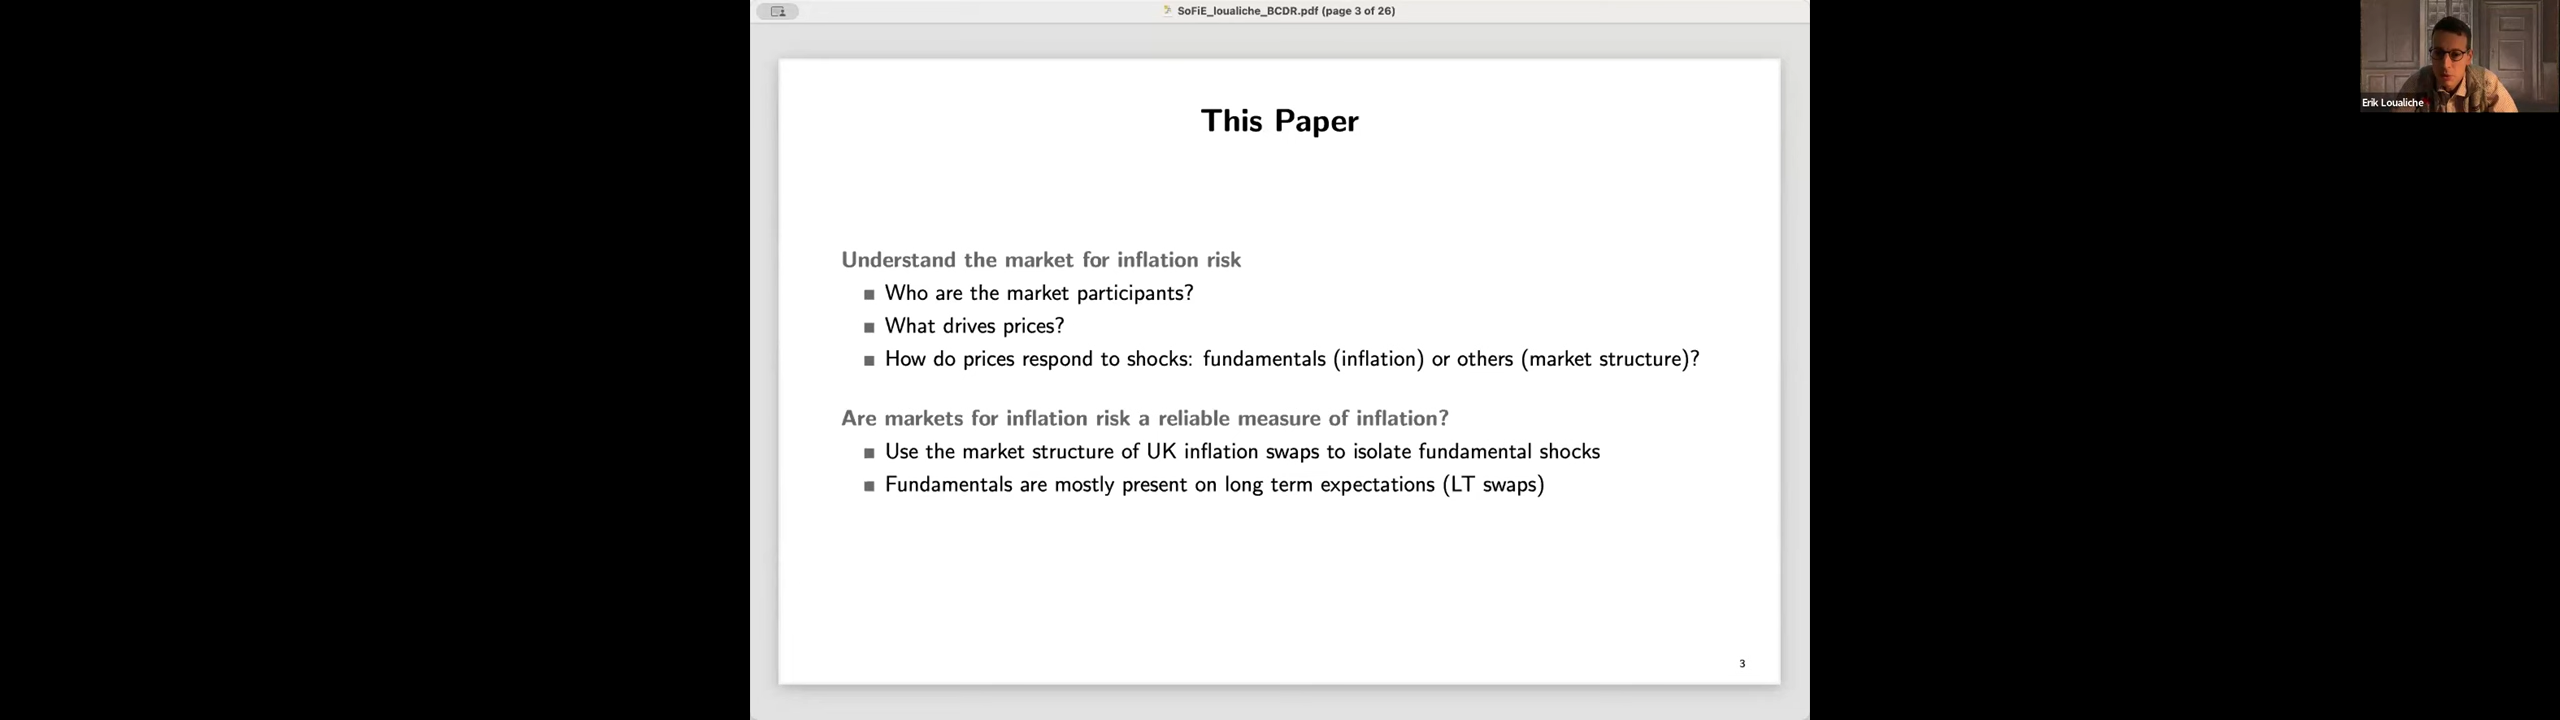 SoFiE_loualiche_BCDR.pdf (page 3 of 26)
Erik Loualiche
This Paper
Understand the market for inflation risk
Who are the market participants?
What drives prices?
How do prices respond to shocks: fundamentals (inflation) or others (market structure)?
Are markets for inflation risk a reliable measure of inflation?
Use the market structure of UK inflation swaps to isolate fundamental shocks
Fundamentals are mostly present on long term expectations (LT swaps)
3